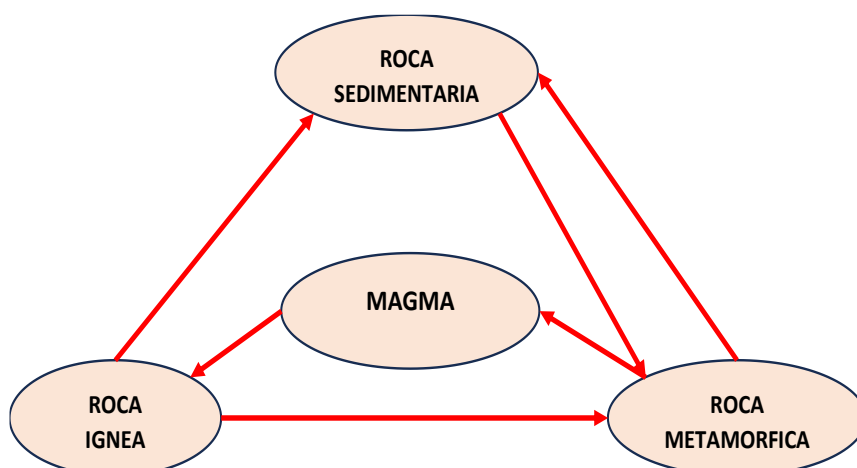 ROCA
SEDIMENTARIA
MAGMA
ROCA
IGNEA
ROCA
METAMORFICA